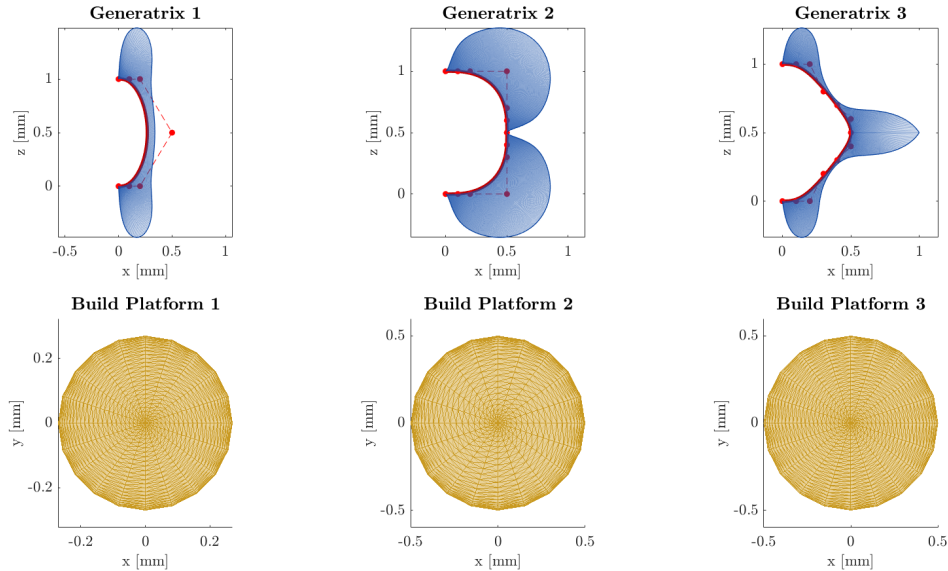 Generatrix 1
1
0.5
0
z [mm]
-0.5
0
0.5
1
x [mm]
Generatrix 2
1
0.5
0
z [mm]
0
0.5
1
x [mm]
Generatrix 3
1
0.5
0
z [mm]
0
0.5
1
x [mm]
Build Platform 1
0.2
0
-0.2
y [mm]
-0.2
0
0.2
x [mm]
Build Platform 2
0.5
0
-0.5
y [mm]
-0.5
0
0.5
x [mm]
Build Platform 3
0.5
0
-0.5
y [mm]
-0.5
0
0.5
x [mm]